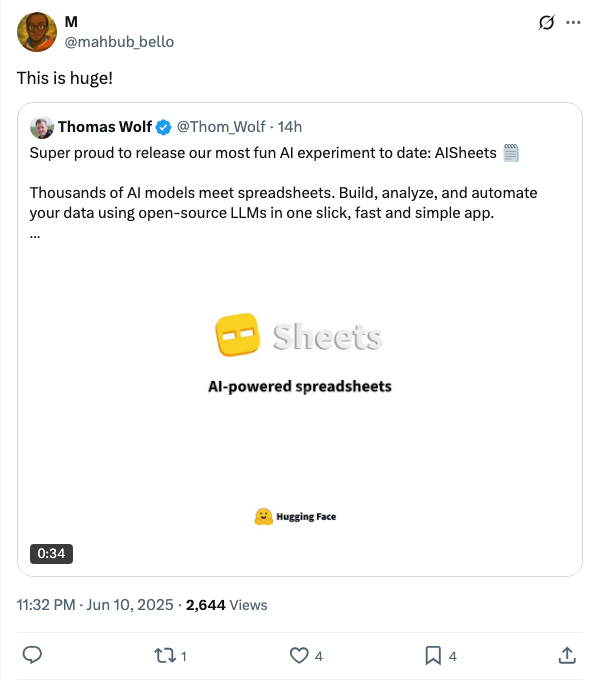 M
@mahbub_bello
This is huge!
Thomas Wolf @Thom_Wolf · 14h
Super proud to release our most fun AI experiment to date: AISheets 🗒️
Thousands of AI models meet spreadsheets. Build, analyze, and automate
your data using open-source LLMs in one slick, fast and simple app.
...
Sheets
AI-powered spreadsheets
Hugging Face
0:34
11:32 PM · Jun 10, 2025 · 2,644 Views
1 4 4